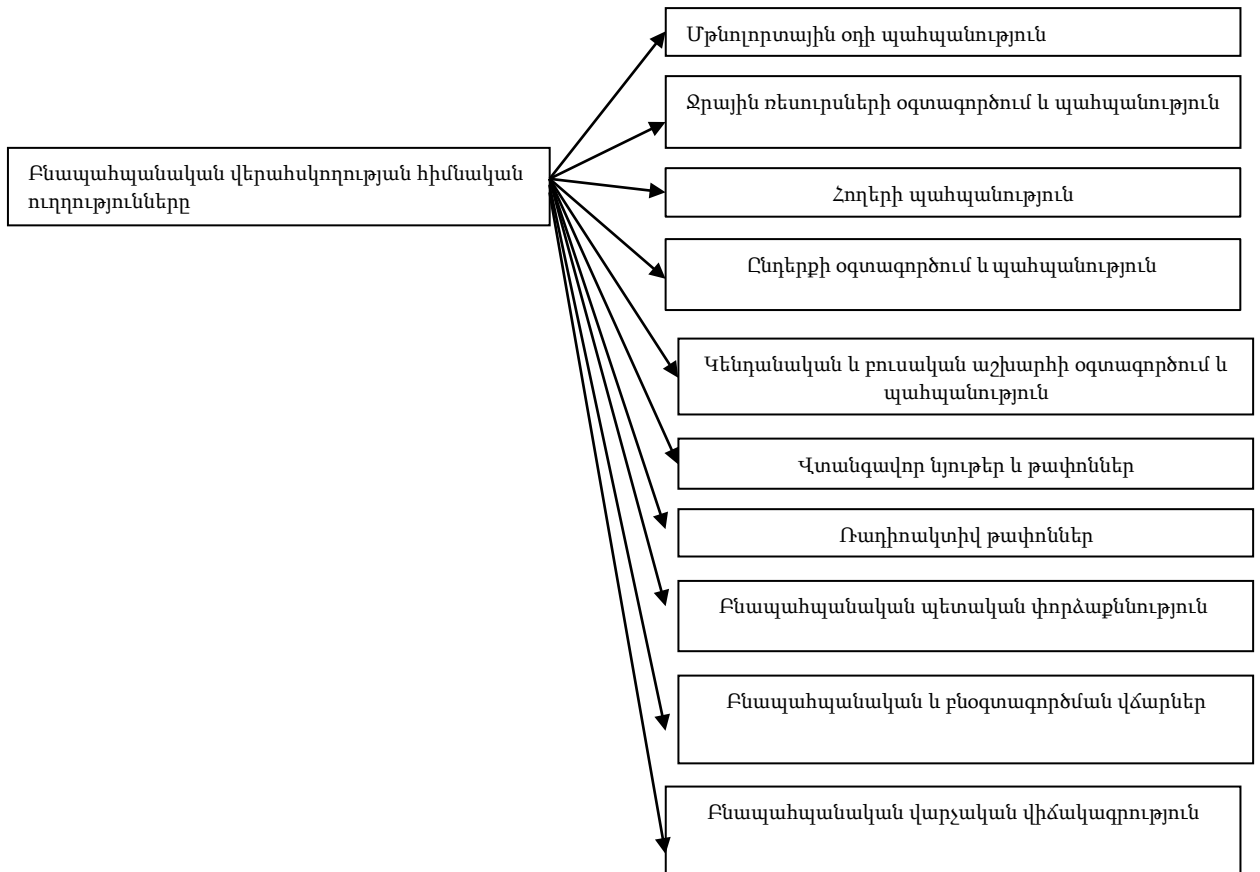 Մթնոլորտային օդի պահպանություն
Ջրային ռեսուրսների օգտագործում և պահպանություն
Բնապահպանական վերահսկողության հիմնական
ուղղությունները
Հողերի պահպանություն
Ընդերքի օգտագործում և պահպանություն
Կենդանական և բուսական աշխարհի օգտագործում և
պահպանություն
Վտանգավոր նյութեր և թափոններ
Ռադիոակտիվ թափոններ
Բնապահպանական պետական փորձաքննություն
Բնապահպանական և բնօգտագործման վճարներ
Բնապահպանական վարչական վիճակագրություն